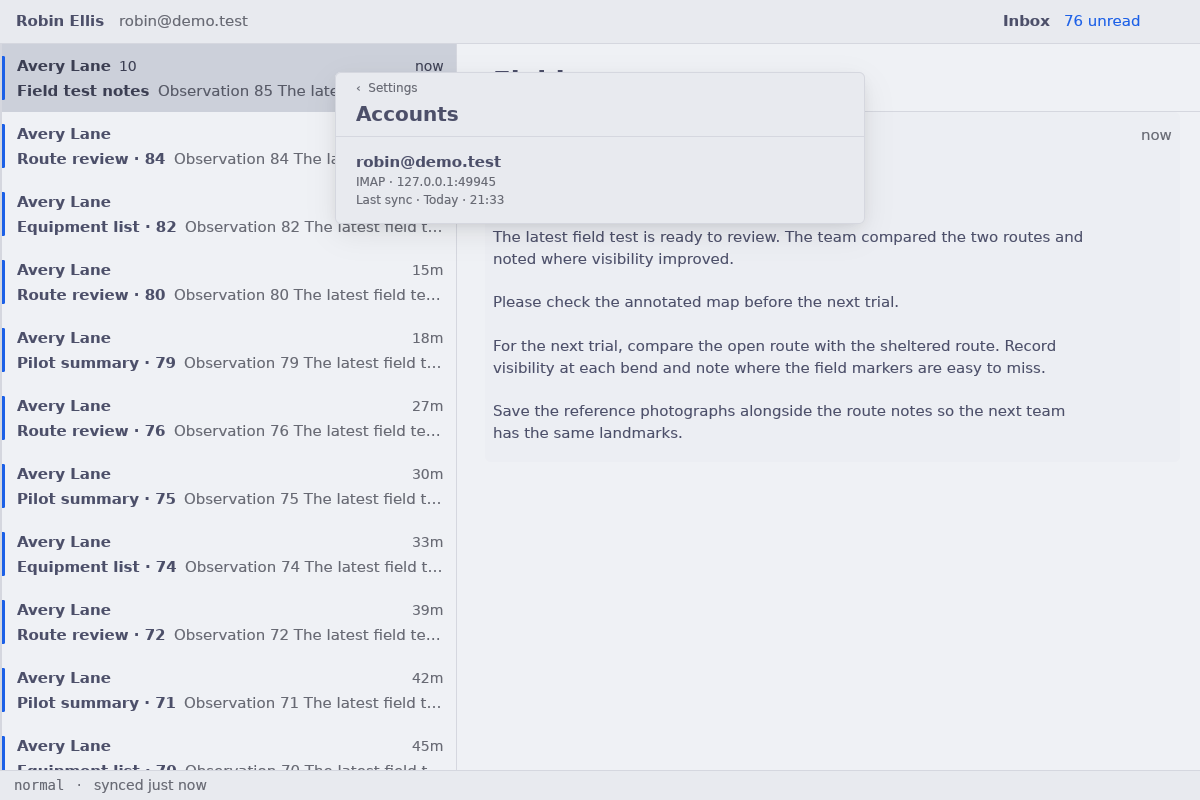 Robin Ellis robin@demo.test
Inbox 76 unread
Avery Lane 10 now
Field test notes Observation 85 The late
Avery Lane
Route review · 84 Observation 84 The la
Avery Lane
Equipment list · 82 Observation 82 The latest field t…
Avery Lane 15m
Route review · 80 Observation 80 The latest field te…
Avery Lane 18m
Pilot summary · 79 Observation 79 The latest field t…
Avery Lane 27m
Route review · 76 Observation 76 The latest field te…
Avery Lane 30m
Pilot summary · 75 Observation 75 The latest field t…
Avery Lane 33m
Equipment list · 74 Observation 74 The latest field t…
Avery Lane 39m
Route review · 72 Observation 72 The latest field te…
Avery Lane 42m
Pilot summary · 71 Observation 71 The latest field t…
Avery Lane 45m
Equipment list · 70 Observation 70 The latest field t…
‹ Settings
Accounts
robin@demo.test
IMAP · 127.0.0.1:49945
Last sync · Today · 21:33
now
The latest field test is ready to review. The team compared the two routes and
noted where visibility improved.
Please check the annotated map before the next trial.
For the next trial, compare the open route with the sheltered route. Record
visibility at each bend and note where the field markers are easy to miss.
Save the reference photographs alongside the route notes so the next team
has the same landmarks.
normal · synced just now